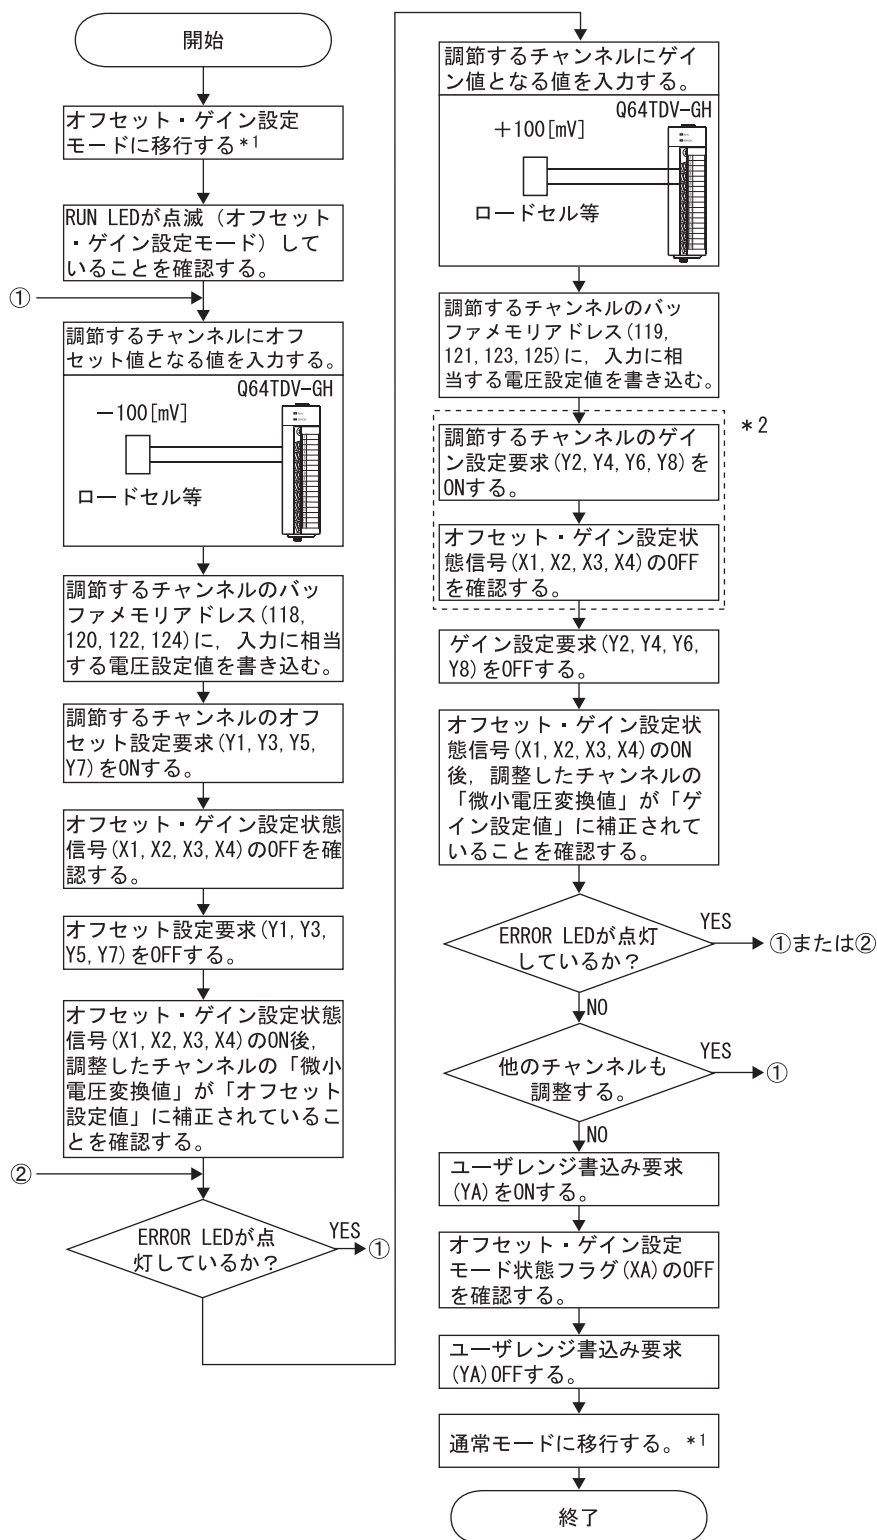 開始
オフセット・ゲイン設定
モードに移行する*1
RUN LEDが点滅（オフセット
・ゲイン設定モード）して
いることを確認する。
①
調節するチャンネルにオフ
セット値となる値を入力する。
Q64TDV-GH
－100[mV]
ロードセル等
調節するチャンネルのバッ
ファメモリアドレス(118,
120,122,124)に，入力に相当
する電圧設定値を書き込む。
調節するチャンネルのオフ
セット設定要求(Y1,Y3,Y5,
Y7)をONする。
オフセット・ゲイン設定状態
信号(X1,X2,X3,X4)のOFFを確
認する。
オフセット設定要求(Y1,Y3,
Y5,Y7)をOFFする。
オフセット・ゲイン設定状態
信号(X1,X2,X3,X4)のON後，
調整したチャンネルの「微小
電圧変換値」が「オフセット
設定値」に補正されているこ
とを確認する。
②
ERROR LEDが点
灯しているか？
YES
①
調節するチャンネルにゲイ
ン値となる値を入力する。
Q64TDV-GH
＋100[mV]
ロードセル等
調節するチャンネルのバッ
ファメモリアドレス(119,
121,123,125)に，入力に相
当する電圧設定値を書き込む。
*2
調節するチャンネルのゲイ
ン設定要求(Y2,Y4,Y6,Y8)を
ONする。
オフセット・ゲイン設定状
態信号(X1,X2,X3,X4)のOFF
を確認する。
ゲイン設定要求(Y2,Y4,Y6,
Y8)をOFFする。
オフセット・ゲイン設定状
態信号(X1,X2,X3,X4)のON
後，調整したチャンネルの
「微小電圧変換値」が「ゲ
イン設定値」に補正されて
いることを確認する。
ERROR LEDが点灯
しているか？
YES
①または②
NO
他のチャンネルも
調整する。
YES
①
NO
ユーザレンジ書込み要求
(YA)をONする。
オフセット・ゲイン設定
モード状態フラグ(XA)のOFF
を確認する。
ユーザレンジ書込み要求
(YA)OFFする。
通常モードに移行する。*1
終了